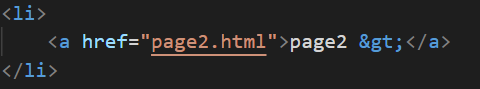 <li>
<a href="page2.html">page2 &gt;</a>
</li>